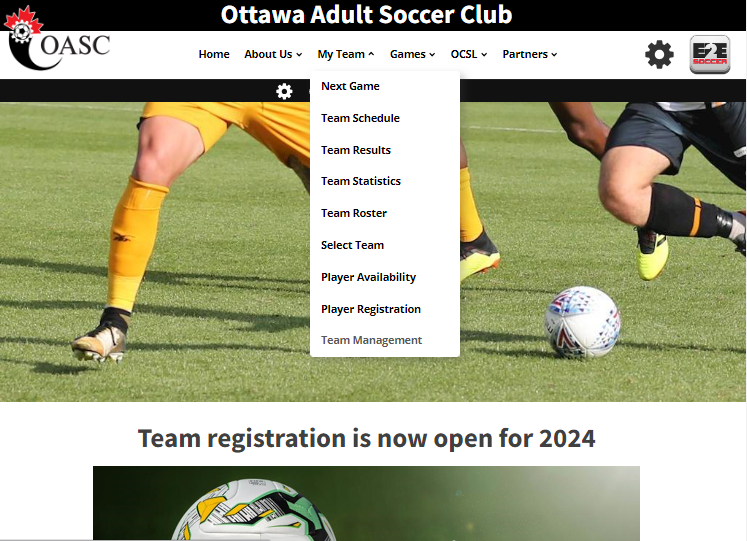 Ottawa Adult Soccer Club
OASC
Home About Us My Team Games OCSL Partners
E2E
SOCCER
Next Game
Team Schedule
Team Results
Team Statistics
Team Roster
Select Team
Player Availability
Player Registration
Team Management
Team registration is now open for 2024